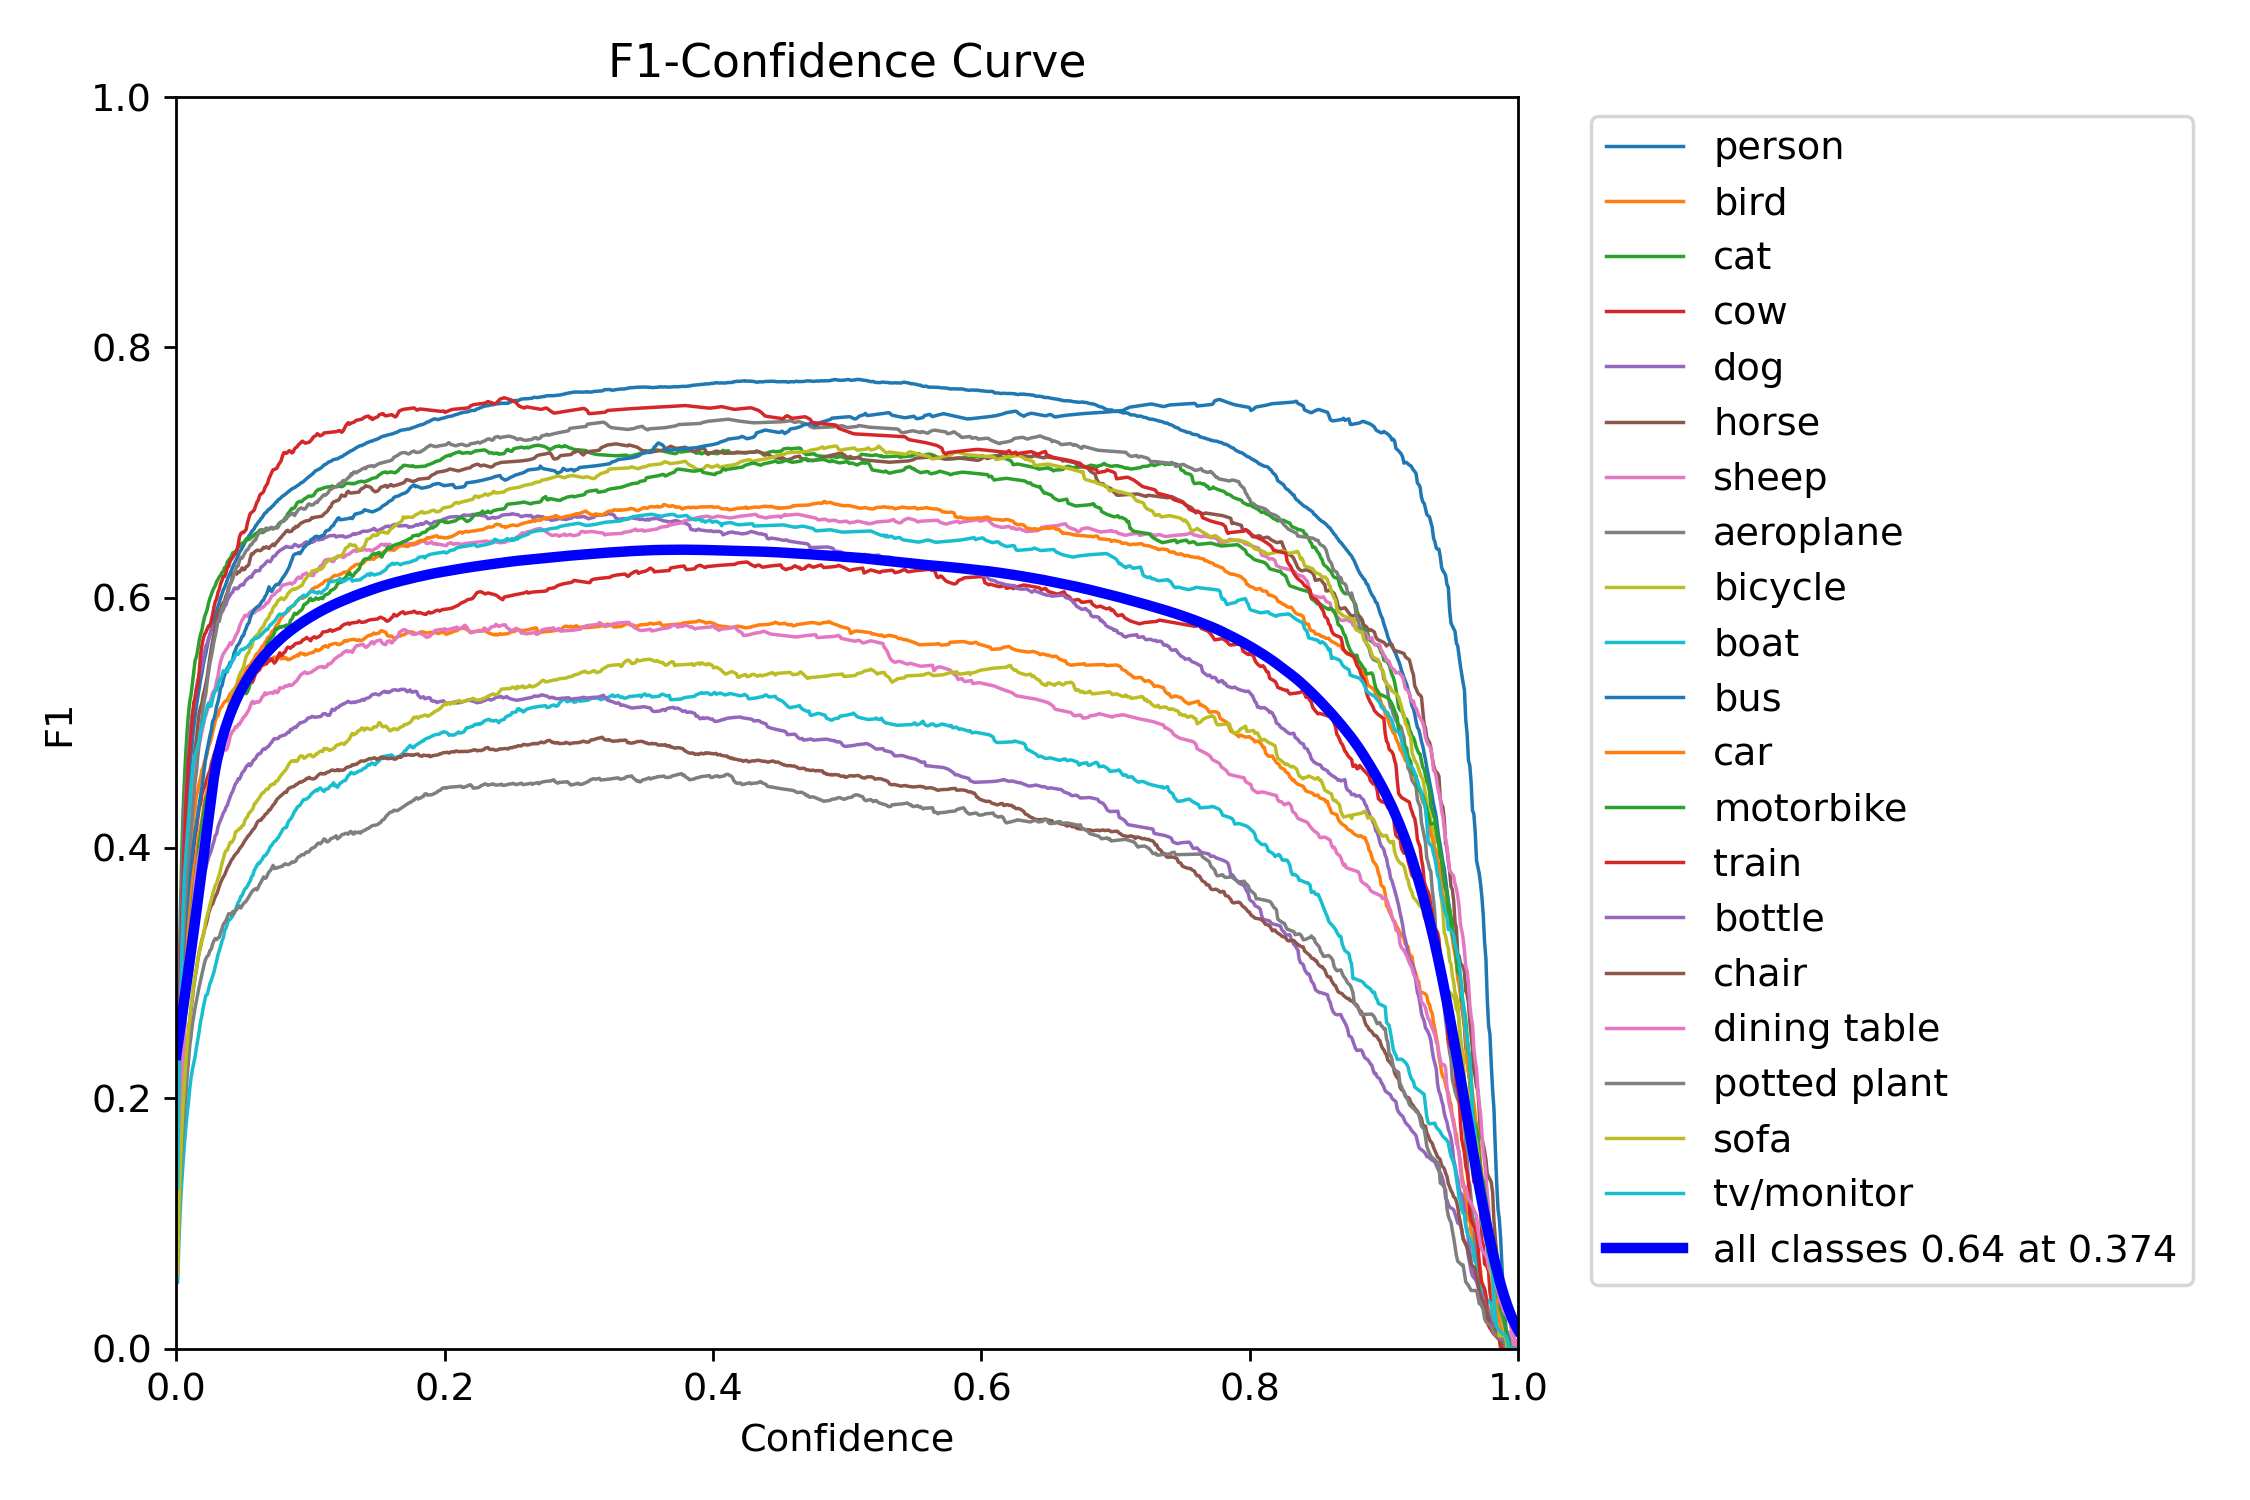 F1-Confidence Curve
1.0
0.8
0.6
0.4
0.2
0.0
F1
0.0 0.2 0.4 0.6 0.8 1.0
Confidence
person
bird
cat
cow
dog
horse
sheep
aeroplane
bicycle
boat
bus
car
motorbike
train
bottle
chair
dining table
potted plant
sofa
tv/monitor
all classes 0.64 at 0.374